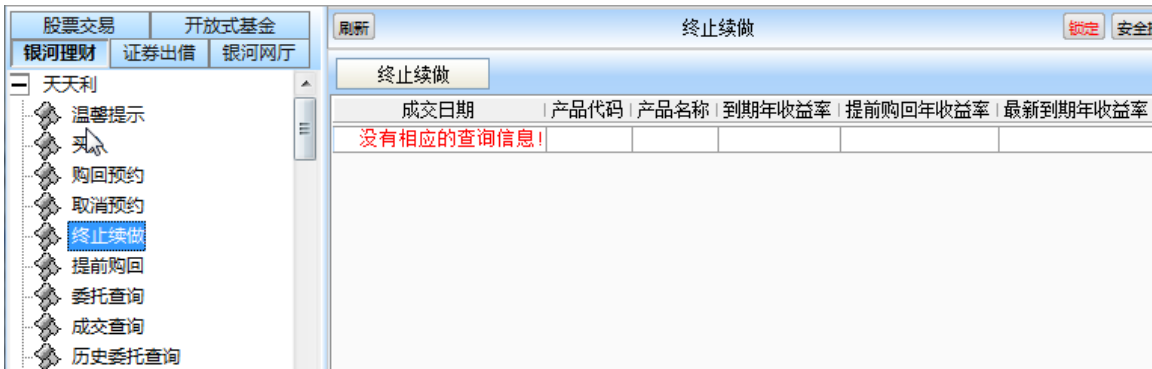 股票交易 开放式基金
银河理财 证券出借 银河网厅
天天利
温馨提示
买
购回预约
取消预约
终止续做
提前购回
委托查询
成交查询
历史委托查询
刷新 终止续做 锁定 安全
终止续做
成交日期 产品代码 产品名称 到期年收益率 提前购回年收益率 最新到期年收益率
没有相应的查询信息!